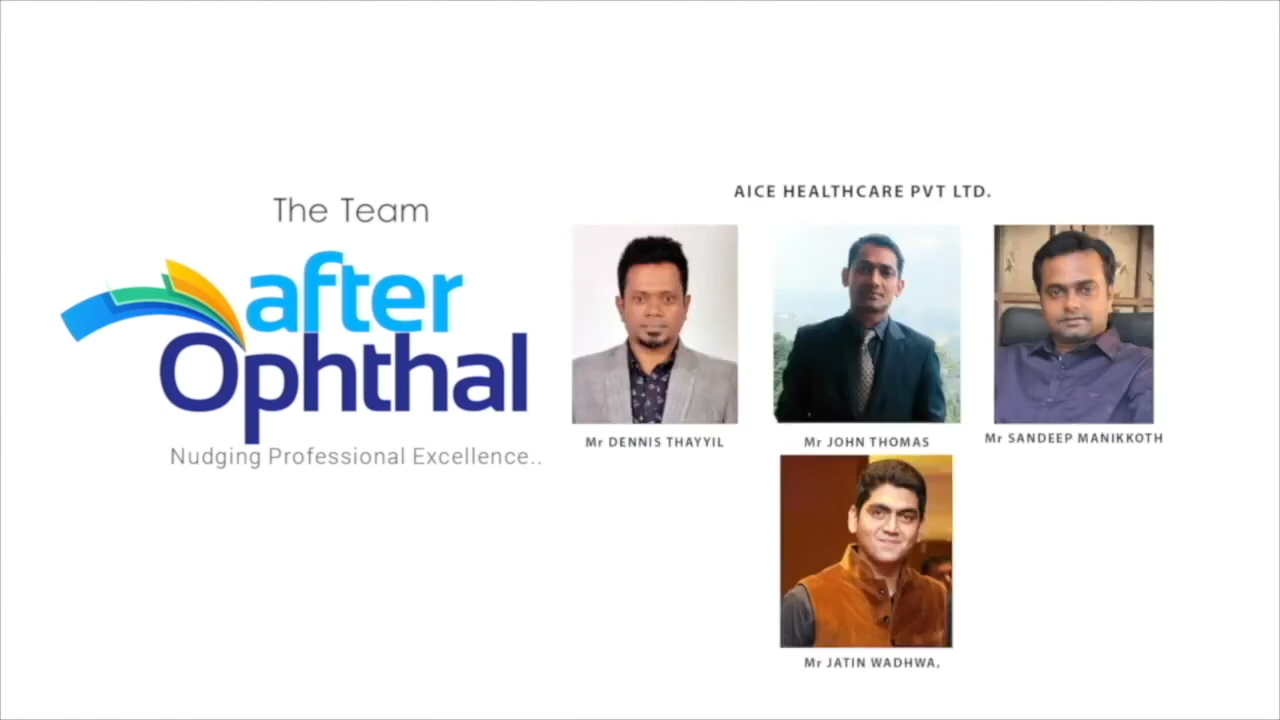 The Team
after
Ophthal
Nudging Professional Excellence..
AICE HEALTHCARE PVT LTD.
Mr DENNIS THAYYIL
Mr JOHN THOMAS
Mr SANDEEP MANIKKOTH
Mr JATIN WADHWA,